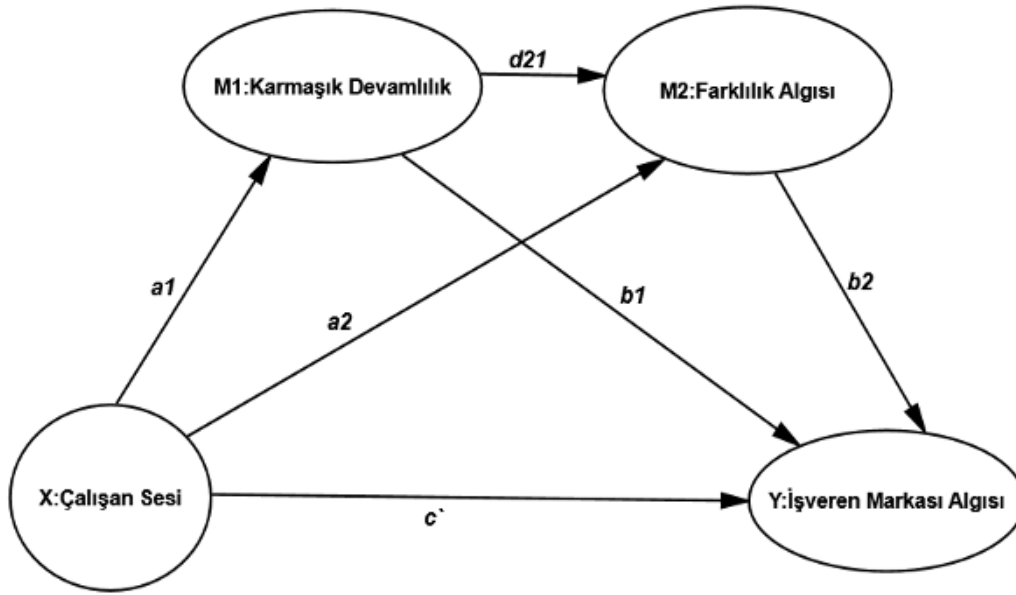 d21
M1:Karmaşık Devamlılık
M2:Farklılık Algısı
a1
a2
b1
b2
X:Çalışan Sesi
c`
Y:İşveren Markası Algısı